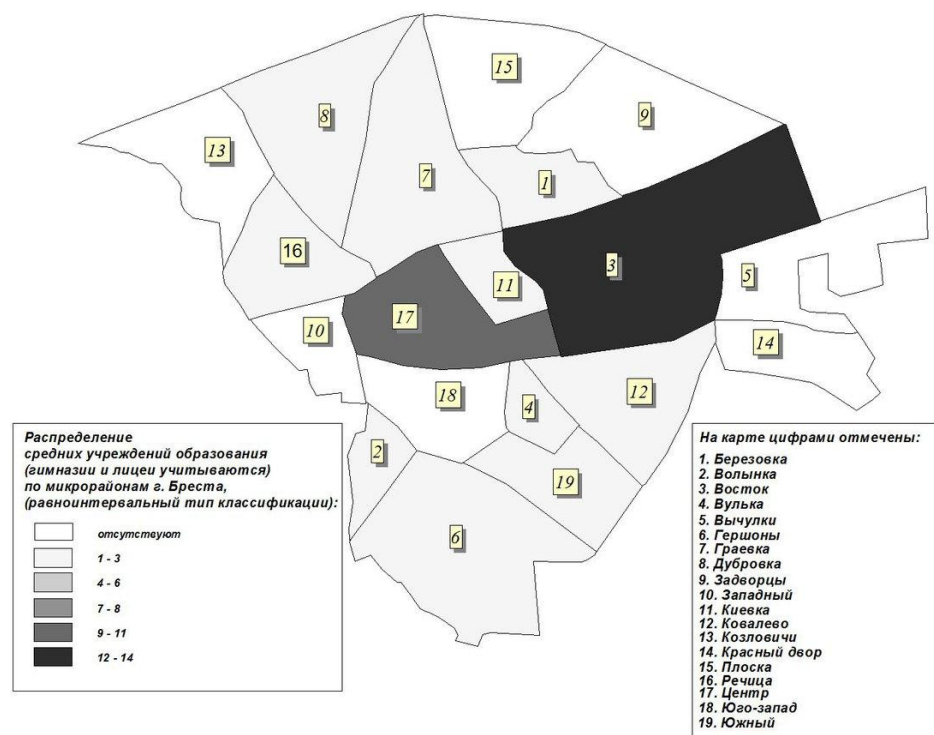 15
8
9
13
7
1
16
3
11
5
17
10
14
12
18
4
2
19
6
Распределение
средних учреждений образования
(гимназии и лицеи учитываются)
по микрорайонам г. Бреста,
(равноинтервальный тип классификации):
отсутствуют
1 - 3
4 - 6
7 - 8
9 - 11
12 - 14
На карте цифрами отмечены:
1. Березовка
2. Волынка
3. Восток
4. Вулька
5. Вычулки
6. Гершоны
7. Граевка
8. Дубровка
9. Задворцы
10. Западный
11. Киевка
12. Ковалево
13. Козловичи
14. Красный двор
15. Плоска
16. Речица
17. Центр
18. Юго-запад
19. Южный